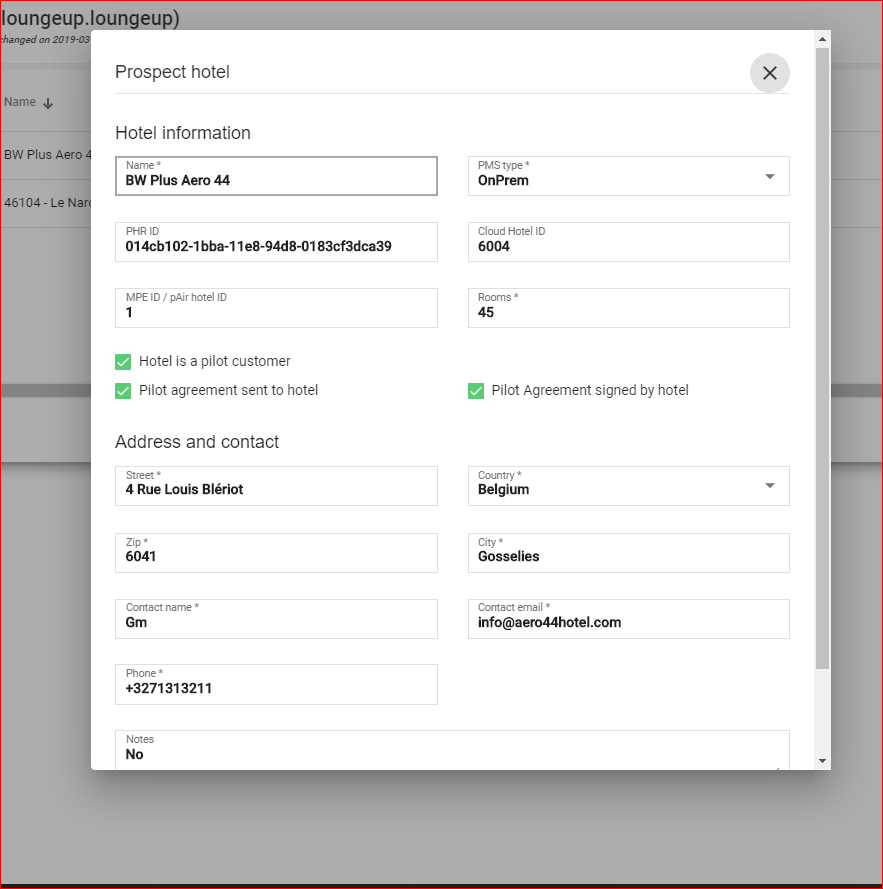 loungeup.loungeup)
changed on 2019-03
Prospect hotel
Name
Hotel information
BW Plus Aero 4
Name *
BW Plus Aero 44
PMS type *
OnPrem
46104 - Le Nar
PHR ID
014cb102-1bba-11e8-94d8-0183cf3dca39
Cloud Hotel ID
6004
MPE ID / pAir hotel ID
1
Rooms *
45
Hotel is a pilot customer
Pilot agreement sent to hotel
Pilot Agreement signed by hotel
Address and contact
Street *
4 Rue Louis Blériot
Country *
Belgium
Zip *
6041
City *
Gosselies
Contact name *
Gm
Contact email *
info@aero44hotel.com
Phone *
+3271313211
Notes
No